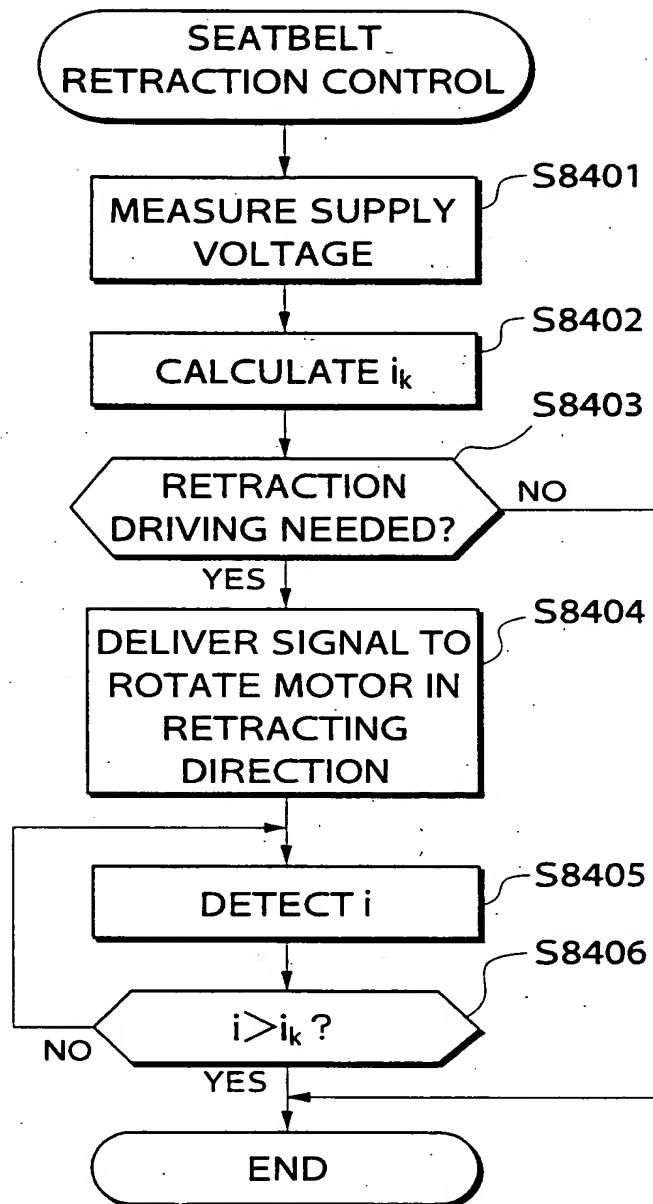 SEATBELT
RETRACTION CONTROL
S8401
MEASURE SUPPLY
VOLTAGE
S8402
CALCULATE ik
S8403
RETRACTION
DRIVING NEEDED?
NO
YES
S8404
DELIVER SIGNAL TO
ROTATE MOTOR IN
RETRACTING
DIRECTION
S8405
DETECT i
S8406
i>ik ?
NO
YES
END